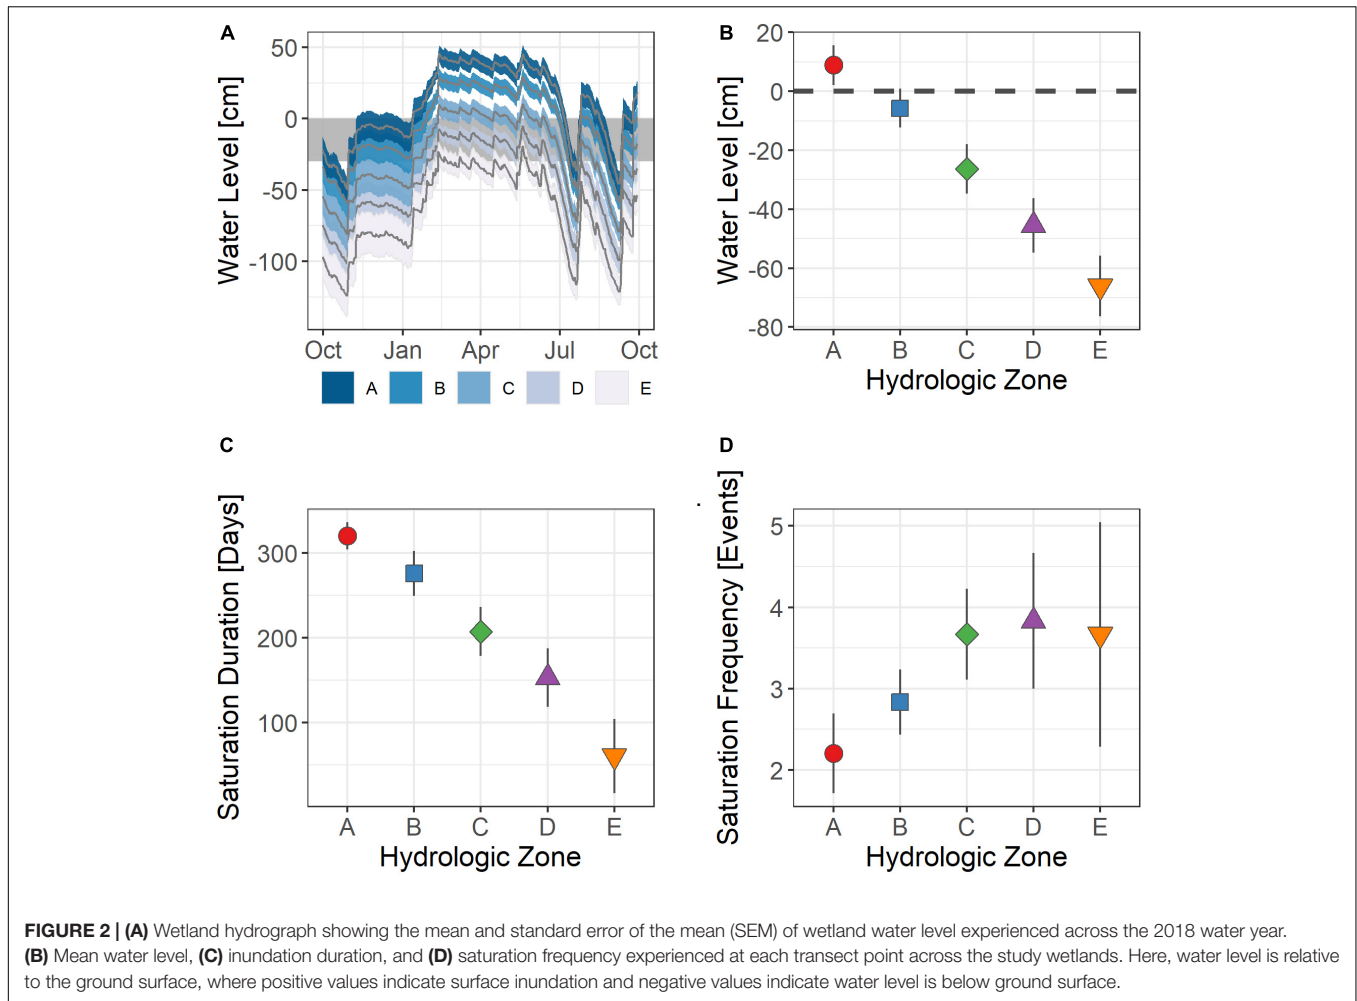 A
Water Level [cm]
50
0
-50
-100
Oct Jan Apr Jul Oct
A B C D E
B
Water Level [cm]
20
0
-20
-40
-60
-80
A B C D E
Hydrologic Zone
C
Saturation Duration [Days]
300
200
100
A B C D E
Hydrologic Zone
D
Saturation Frequency [Events]
5
4
3
2
A B C D E
Hydrologic Zone
FIGURE 2 | (A) Wetland hydrograph showing the mean and standard error of the mean (SEM) of wetland water level experienced across the 2018 water year.
(B) Mean water level, (C) inundation duration, and (D) saturation frequency experienced at each transect point across the study wetlands. Here, water level is relative
to the ground surface, where positive values indicate surface inundation and negative values indicate water level is below ground surface.